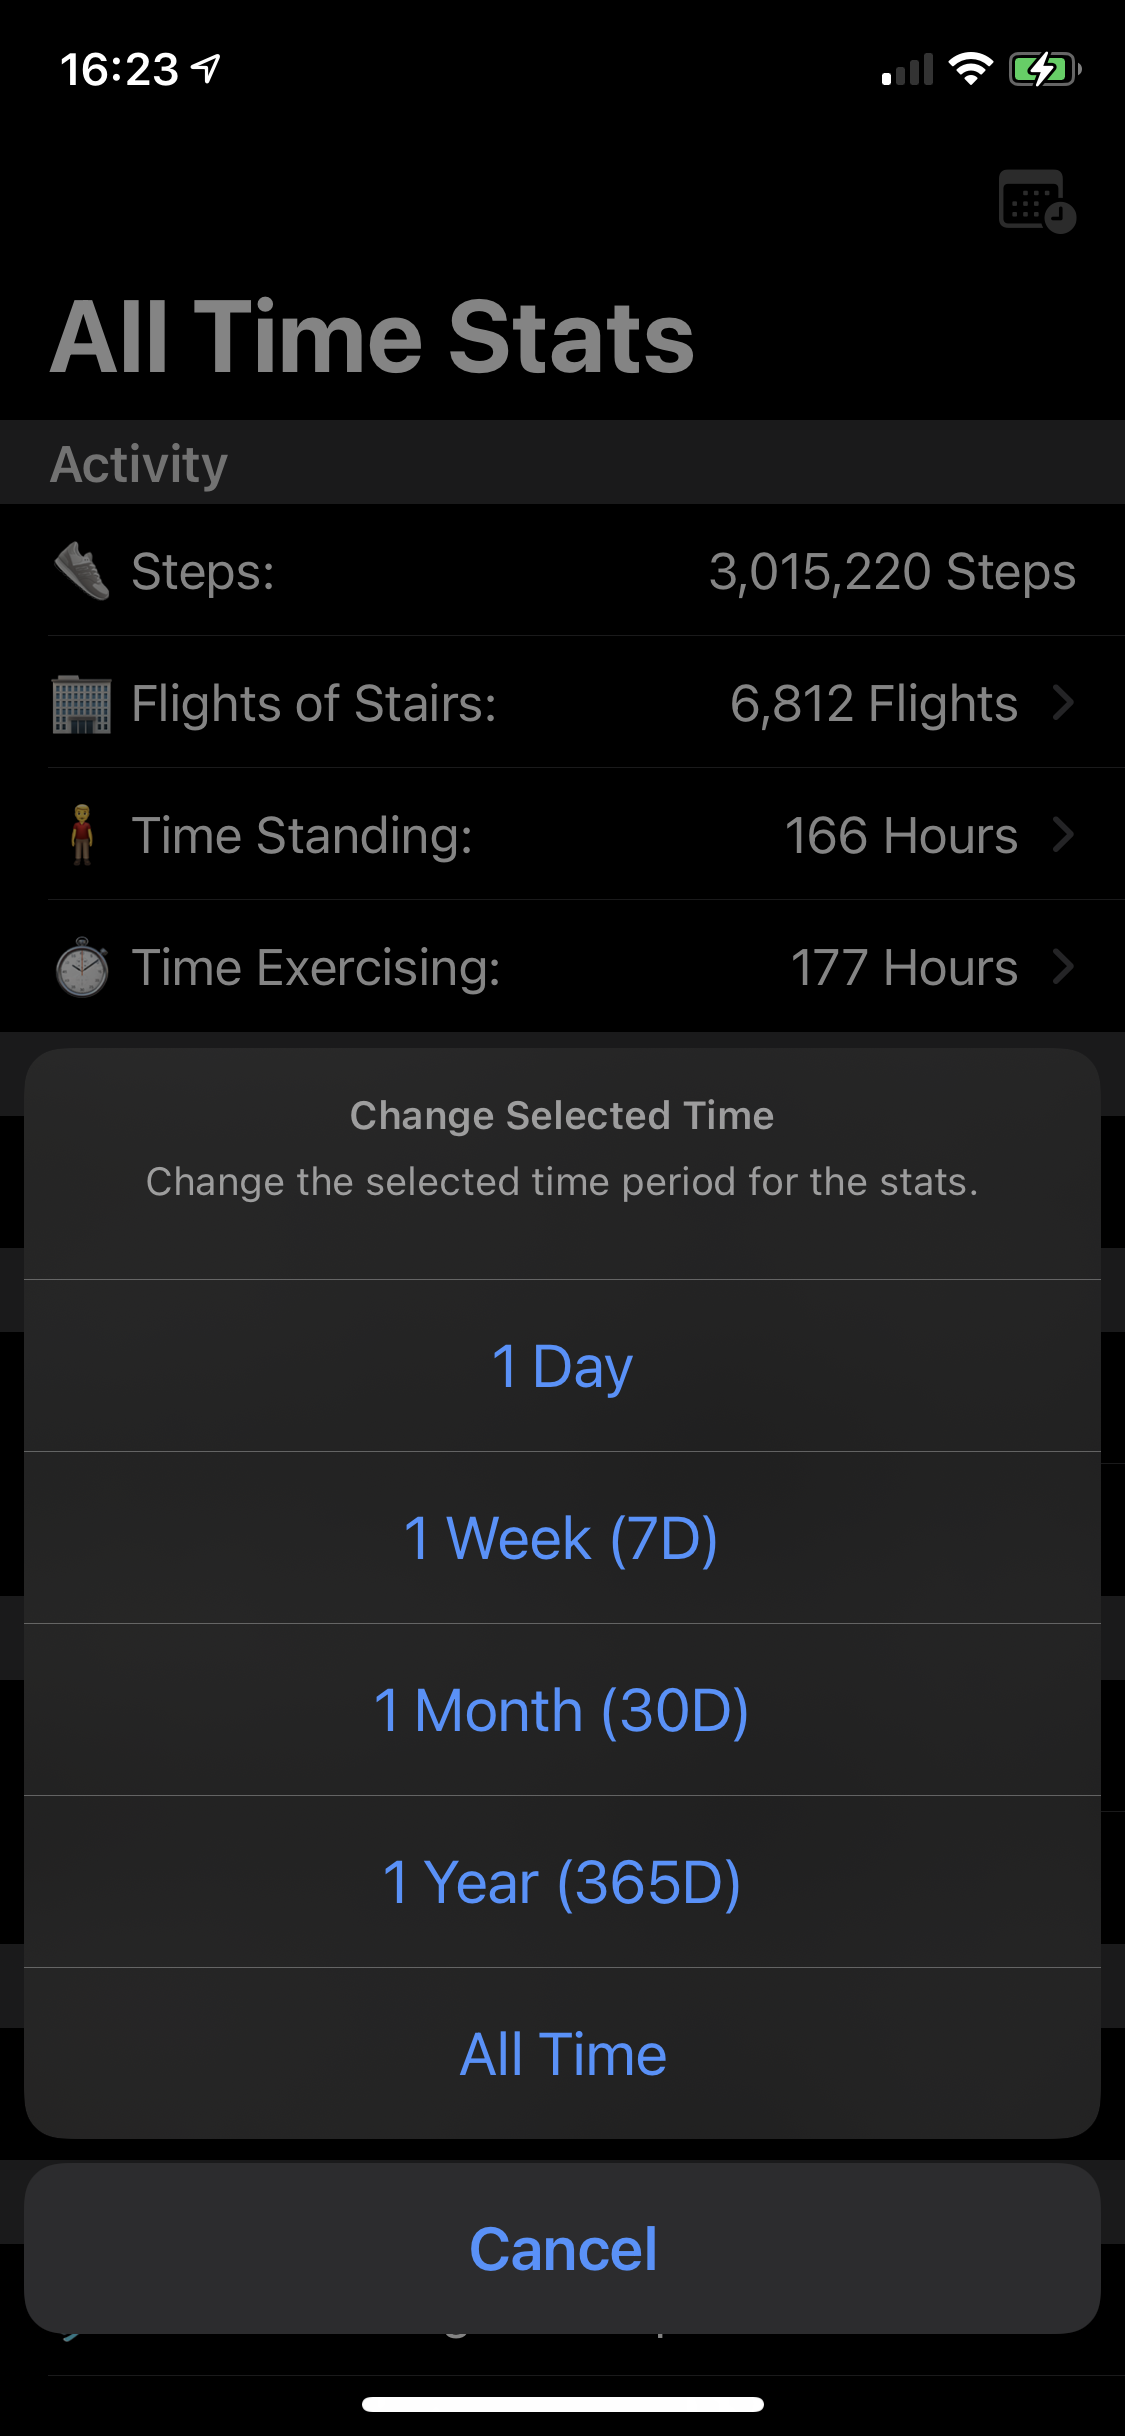 16:23
All Time Stats
Activity
Steps: 3,015,220 Steps
Flights of Stairs: 6,812 Flights
Time Standing: 166 Hours
Time Exercising: 177 Hours
Change Selected Time
Change the selected time period for the stats.
1 Day
1 Week (7D)
1 Month (30D)
1 Year (365D)
All Time
Cancel